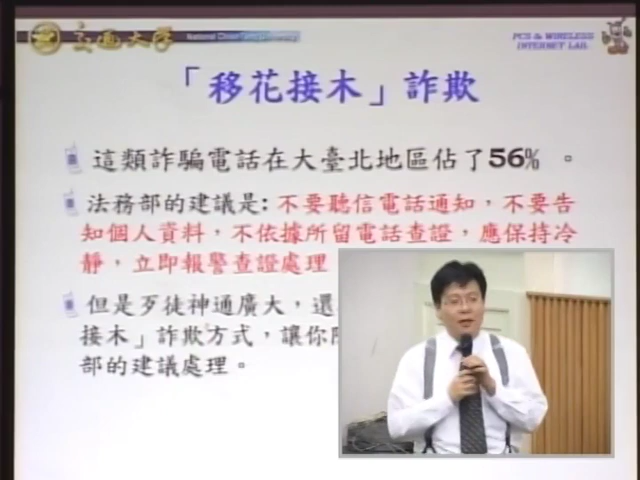 交通大學
National Chiao Tung University
PCS & WIRELESS
INTERNET LAB.
「移花接木」詐欺
這類詐騙電話在大臺北地區佔了56%。
法務部的建議是:不要聽信電話通知,不要告
知個人資料,不依據所留電話查證,應保持冷
靜,立即報警查證處理
但是歹徒神通廣大,還
接木」詐欺方式,讓你
部的建議處理。